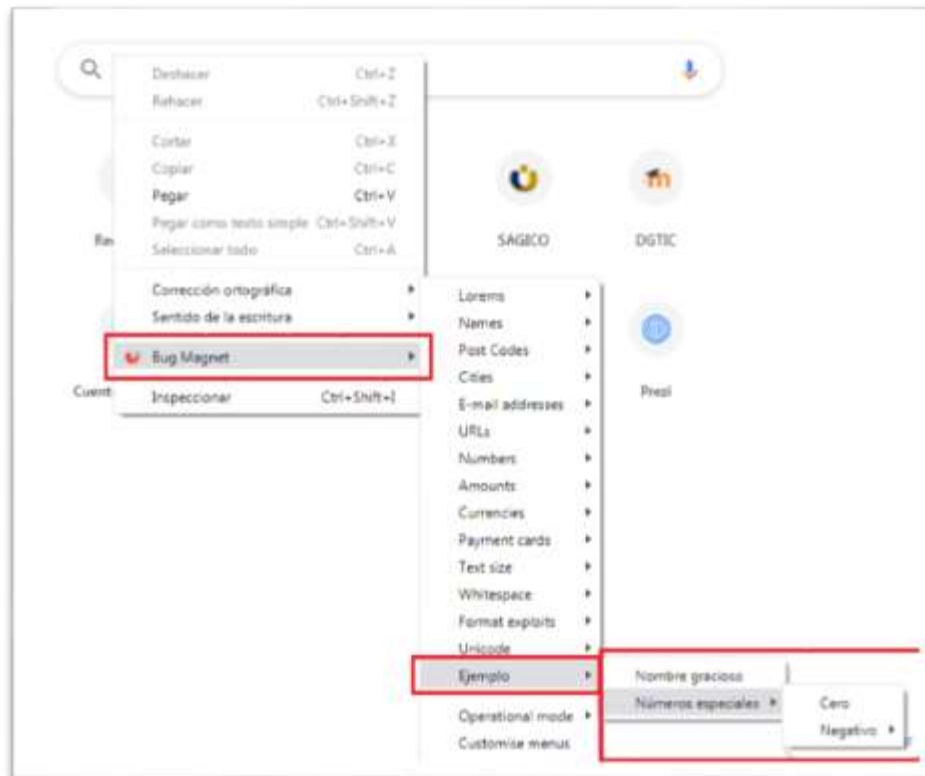 Deshacer Ctrl+Z
Rehacer Ctrl+Shift+Z
Cortar Ctrl+X
Copiar Ctrl+C
Pegar Ctrl+V
Pegar como texto simple Ctrl+Shift+V
Seleccionar todo Ctrl+A
SAGICO
DGTIC
Corrección ortográfica
Sentido de la escritura
Bug Magnet
Inspeccionar Ctrl+Shift+I
Cuent
Prezi
Lorems
Names
Post Codes
Cities
E-mail addresses
URLs
Numbers
Amounts
Currencies
Payment cards
Text size
Whitespace
Format exploits
Unicode
Ejemplo
Operational mode
Customise menus
Nombre gracioso
Números especiales
Cero
Negativo